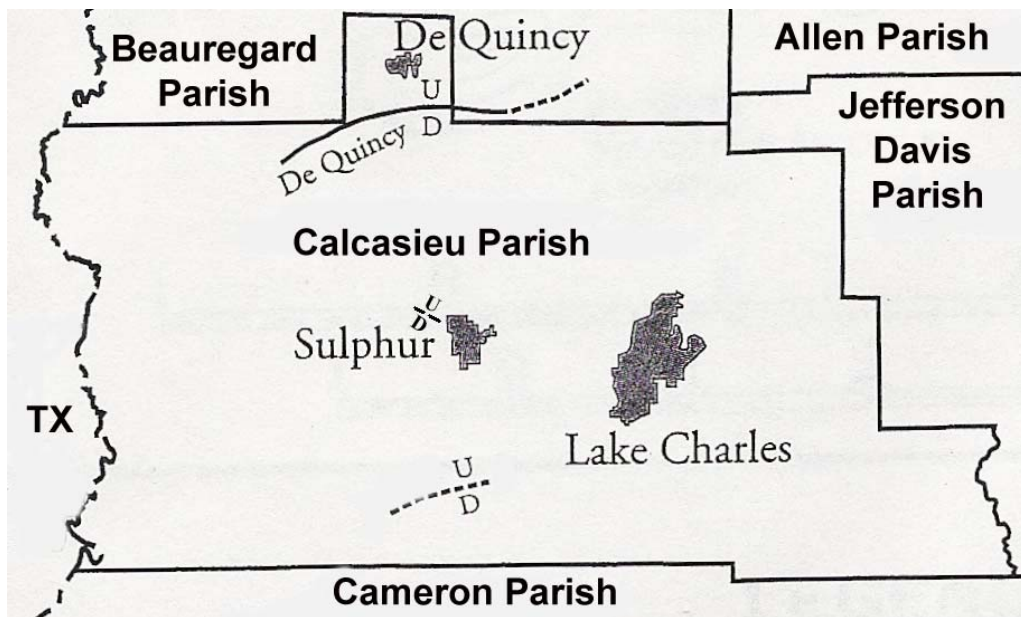 De Quincy
Beauregard
Parish
Allen Parish
U
D
De Quincy
Jefferson
Davis
Parish
Calcasieu Parish
U
D
Sulphur
TX
Lake Charles
U
D
Cameron Parish